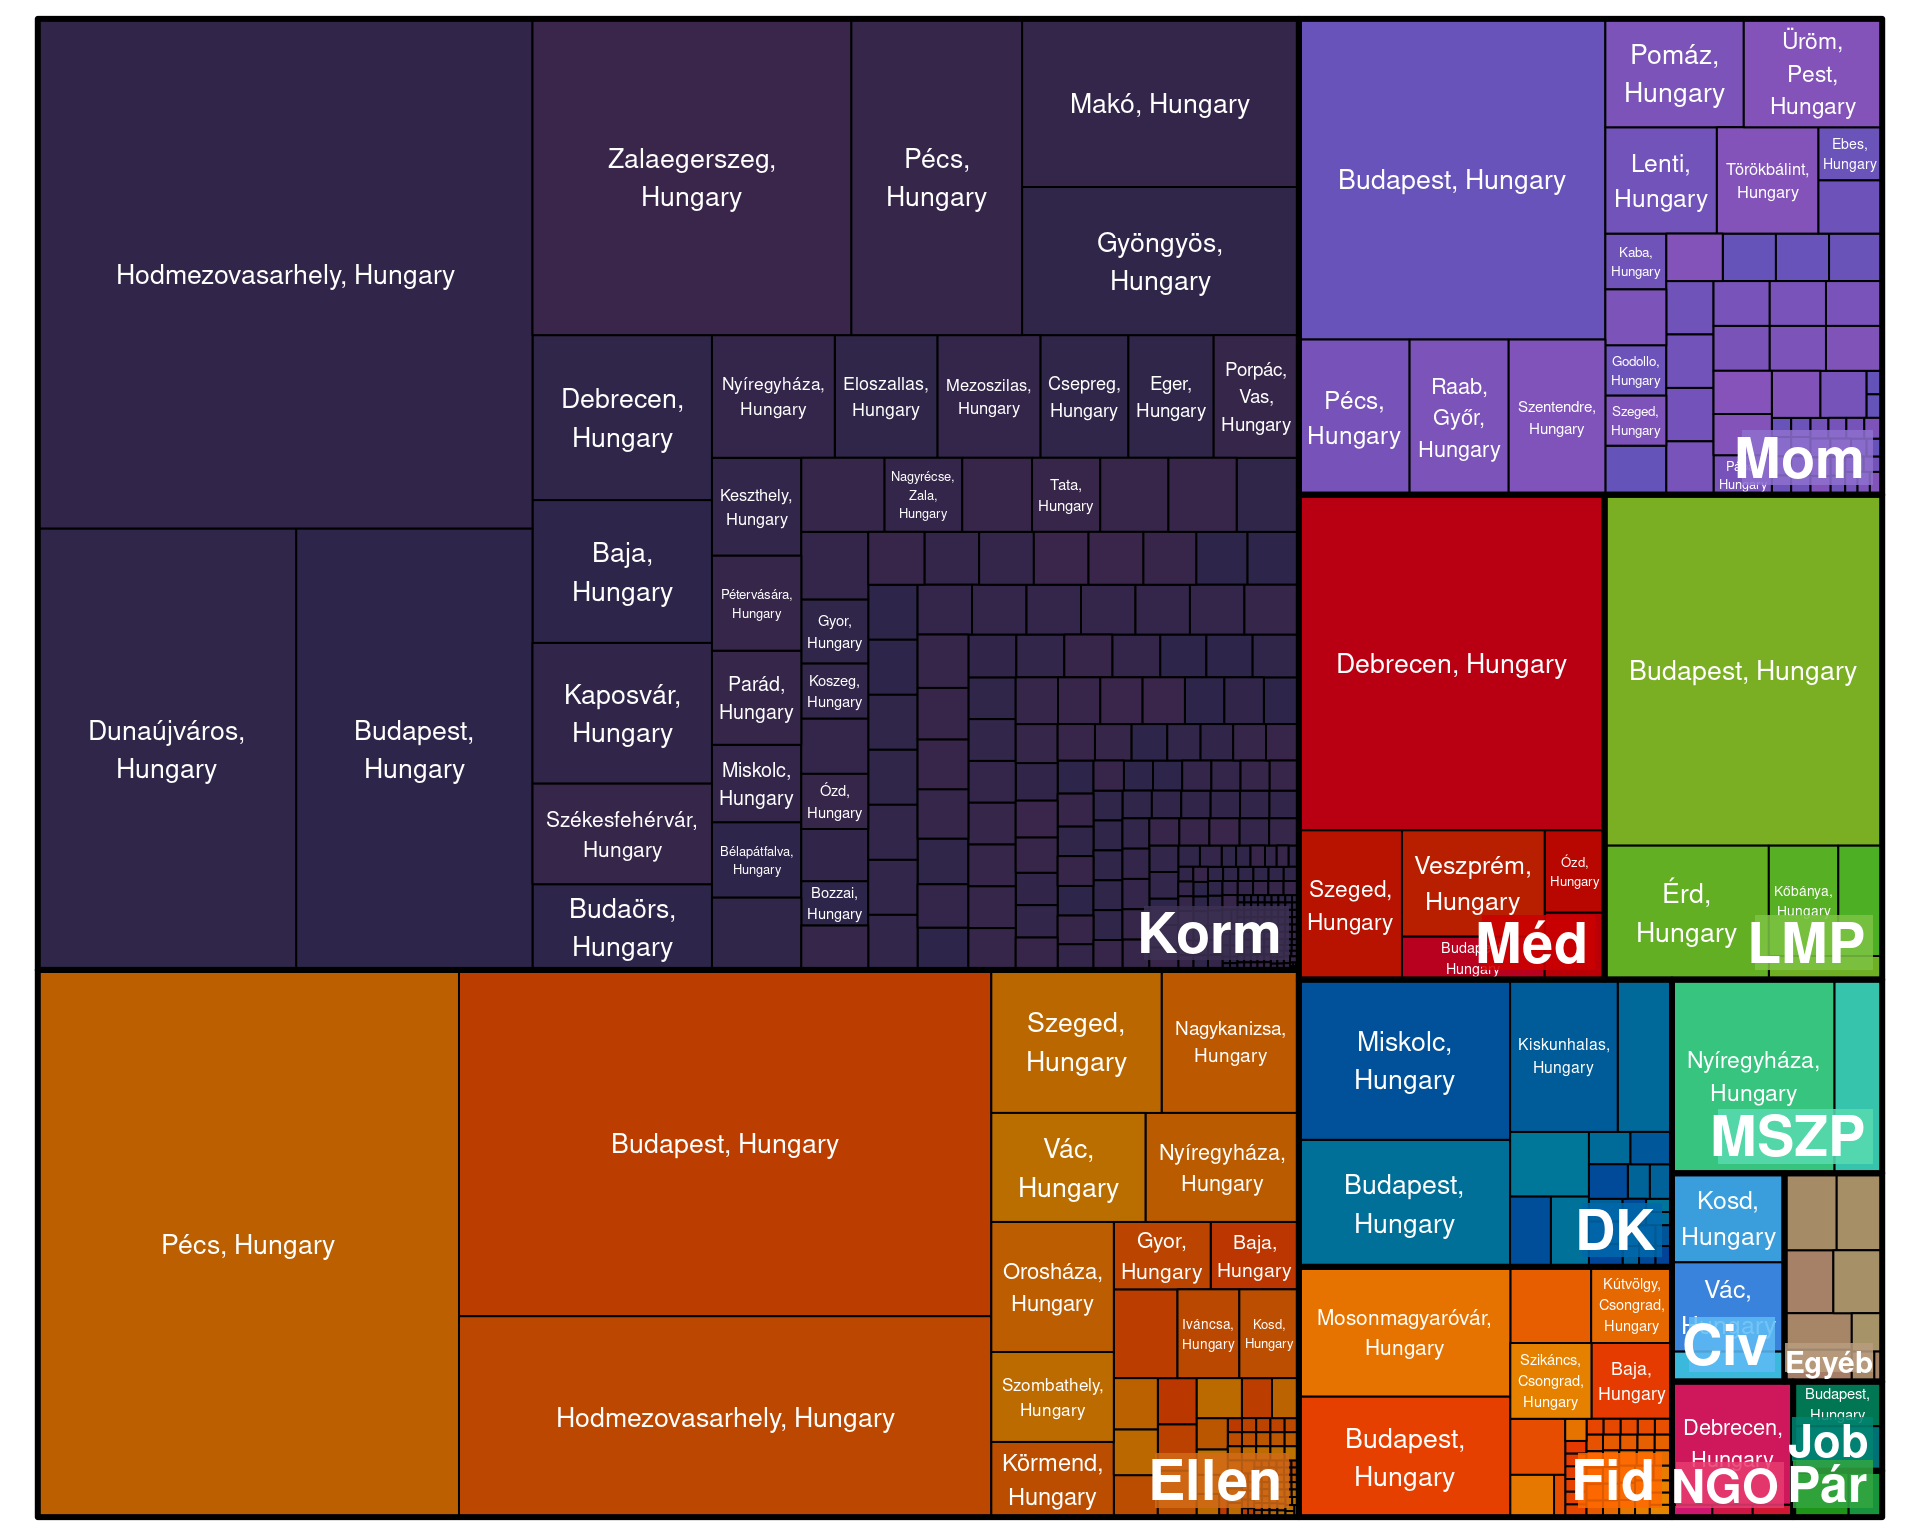 Hodmezovasarhely, Hungary
Zalaegerszeg,
Hungary
Pécs,
Hungary
Makó, Hungary
Gyöngyös,
Hungary
Dunaújváros,
Hungary
Budapest,
Hungary
Debrecen,
Hungary
Baja,
Hungary
Kaposvár,
Hungary
Székesfehérvár,
Hungary
Budaörs,
Hungary
Nyíregyháza,
Hungary
Eloszallas,
Hungary
Mezoszilas,
Hungary
Csepreg,
Hungary
Eger,
Hungary
Porpác,
Vas,
Hungary
Keszthely,
Hungary
Nagyrécse,
Zala,
Hungary
Tata,
Hungary
Pétervására,
Hungary
Gyor,
Hungary
Parád,
Hungary
Koszeg,
Hungary
Miskolc,
Hungary
Ózd,
Hungary
Bélapátfalva,
Hungary
Bozzai,
Hungary
Korm
Pécs, Hungary
Budapest, Hungary
Hodmezovasarhely, Hungary
Szeged,
Hungary
Nagykanizsa,
Hungary
Vác,
Hungary
Nyíregyháza,
Hungary
Orosháza,
Hungary
Gyor,
Hungary
Baja,
Hungary
Iváncsa,
Hungary
Kosd,
Hungary
Szombathely,
Hungary
Körmend,
Hungary
Ellen
Budapest, Hungary
Pomáz,
Hungary
Üröm,
Pest,
Hungary
Lenti,
Hungary
Törökbálint,
Hungary
Ebes,
Hungary
Kaba,
Hungary
Godollo,
Hungary
Szeged,
Hungary
Pécs,
Hungary
Raab,
Győr,
Hungary
Szentendre,
Hungary
Hungary
Mom
Debrecen, Hungary
Szeged,
Hungary
Veszprém,
Hungary
Ózd,
Hungary
Budapest,
Hungary
Méd
Budapest, Hungary
Érd,
Hungary
Kőbánya,
Hungary
LMP
Miskolc,
Hungary
Kiskunhalas,
Hungary
Budapest,
Hungary
DK
Nyíregyháza,
Hungary
MSZP
Kosd,
Hungary
Vác,
Hungary
Civ
Egyéb
Mosonmagyaróvár,
Hungary
Kútvölgy,
Csongrad,
Hungary
Szikáncs,
Csongrad,
Hungary
Baja,
Hungary
Budapest,
Hungary
Fid
Debrecen,
Hungary
NGO
Budapest,
Hungary
Job
Pár